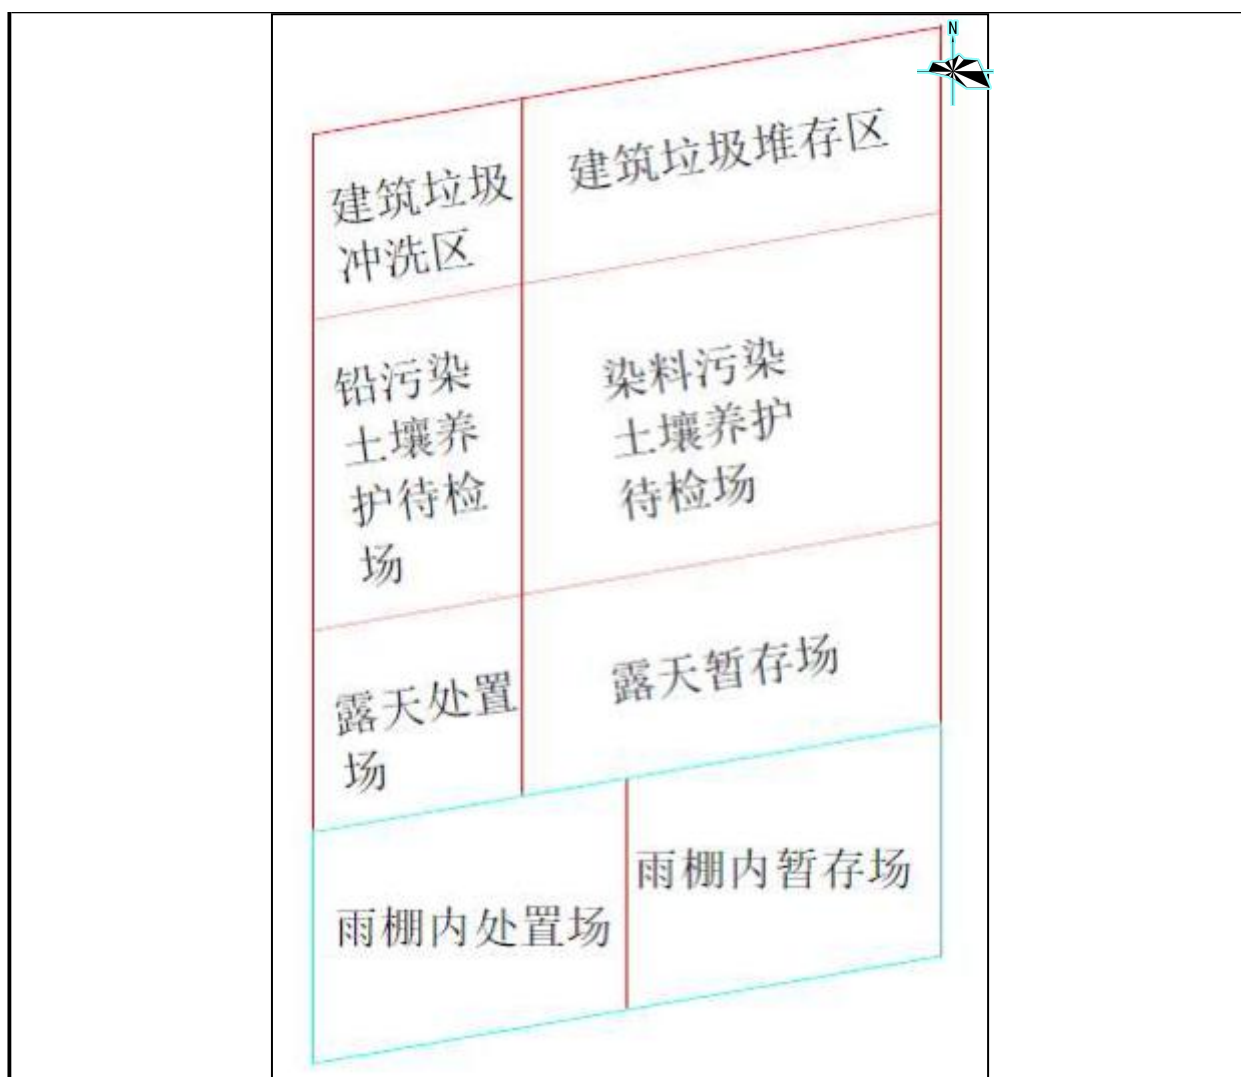 N
建筑垃圾
冲洗区
建筑垃圾堆存区
铅污染
土壤养
护待检
场
染料污染
土壤养护
待检场
露天处置
场
露天暂存场
雨棚内处置场
雨棚内暂存场